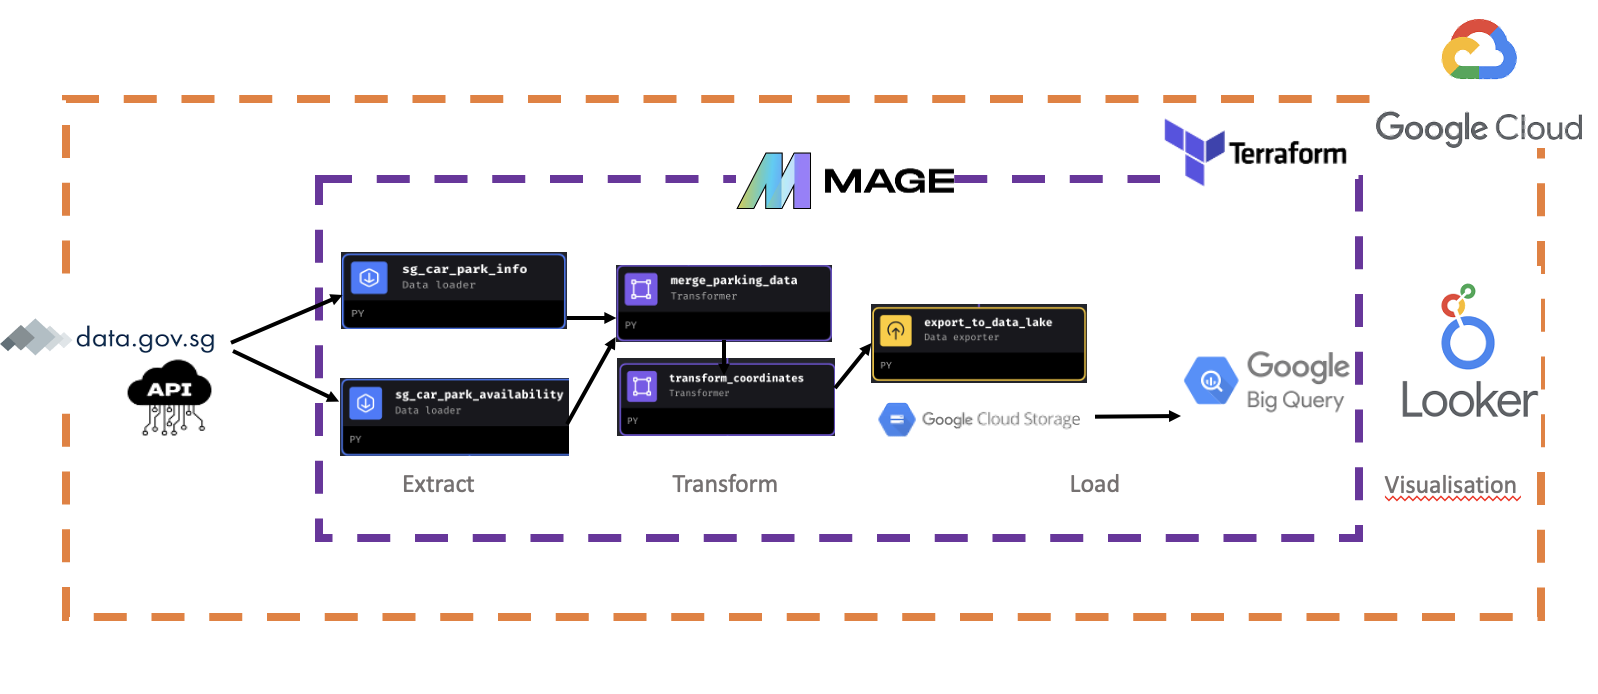 Google Cloud
Terraform
MAGE
sg_car_park_info
Data loader
PY
merge_parking_data
Transformer
PY
export_to_data_lake
Data exporter
PY
data.gov.sg
API
sg_car_park_availability
Data loader
PY
transform_coordinates
Transformer
PY
Google Cloud Storage
Google
Big Query
Looker
Extract
Transform
Load
Visualisation